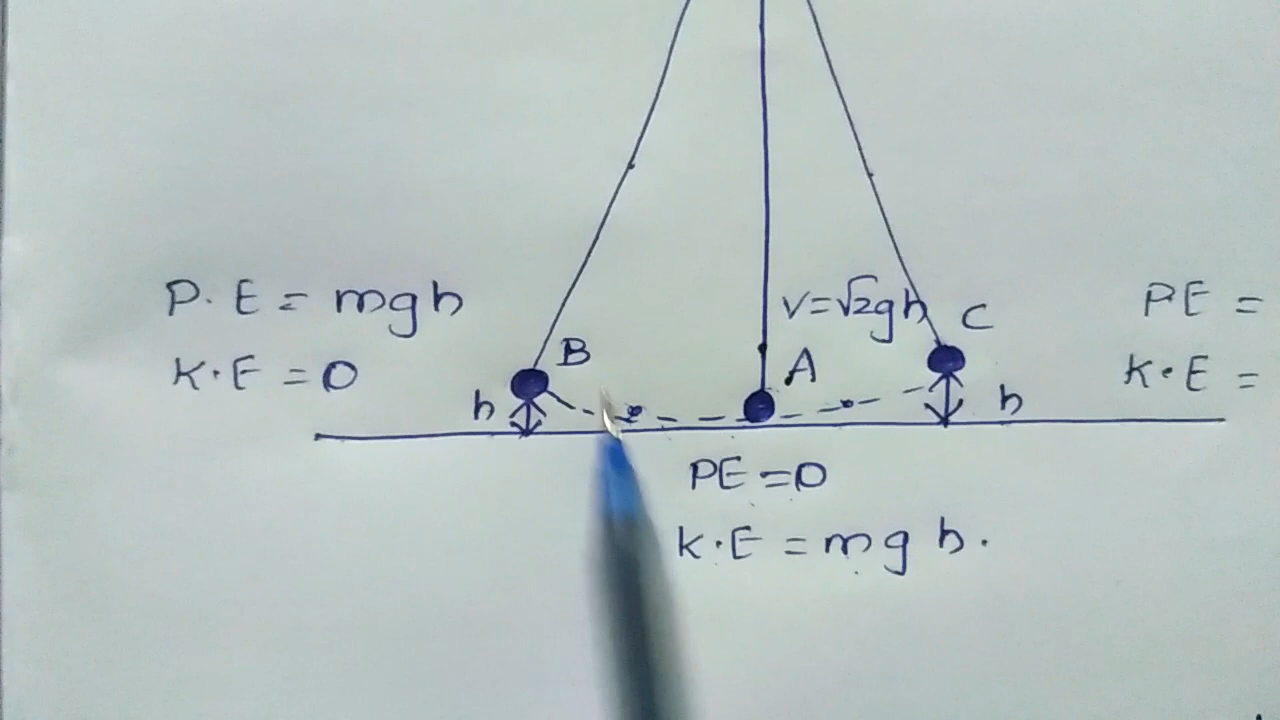 P.E = mgh
K.E = 0
B
h
V=√2gh
A
C
h
PE =
K.E =
PE = 0
K.E = mgh.